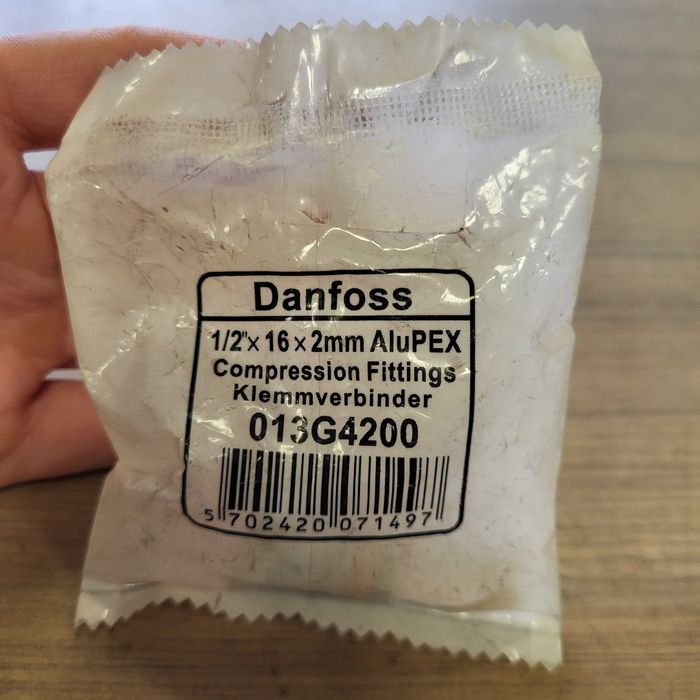 Danfoss
1/2"x 16 x 2mm AluPEX
Compression Fittings
Klemmverbinder
013G4200
5 702420 071497